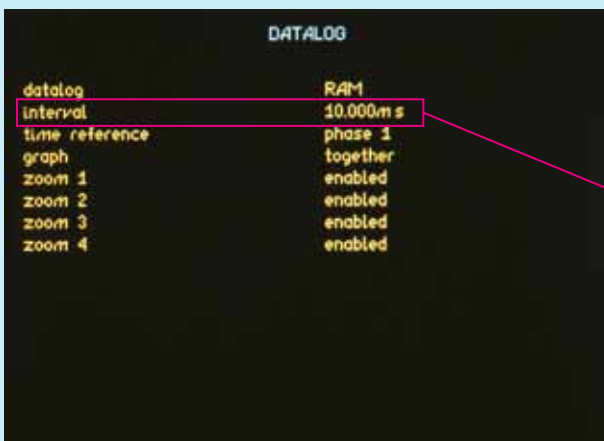 DATALOG
datalog RAM
interval 10.000m s
time reference phase 1
graph together
zoom 1 enabled
zoom 2 enabled
zoom 3 enabled
zoom 4 enabled